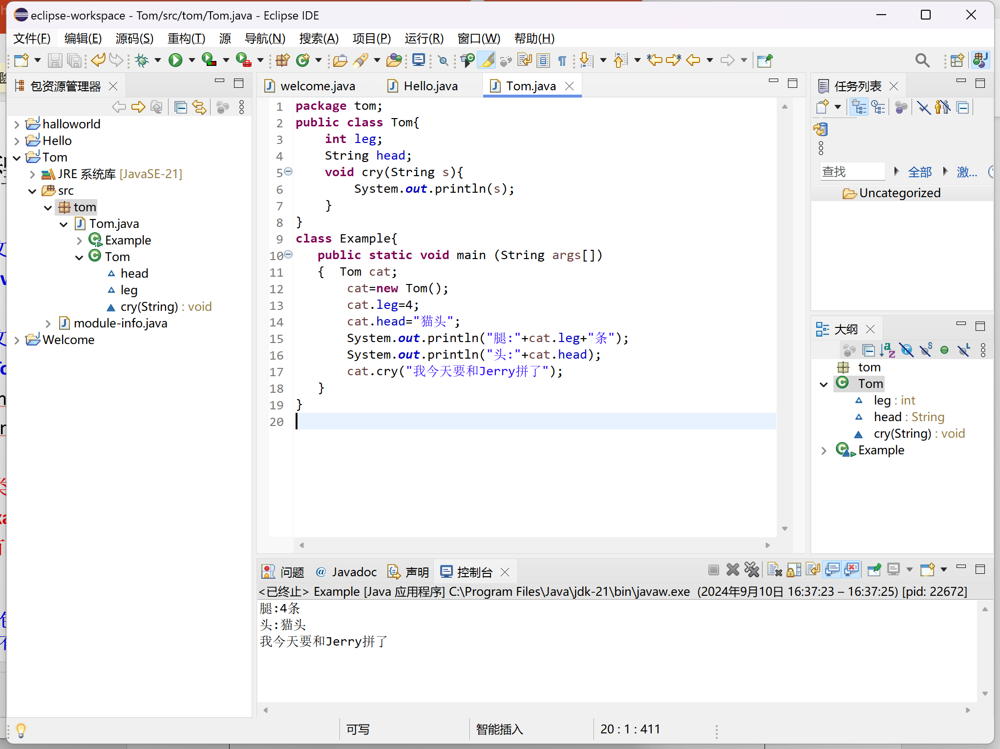 eclipse-workspace - Tom/src/tom/Tom.java - Eclipse IDE
文件(F) 编辑(E) 源码(S) 重构(T) 源 导航(N) 搜索(A) 项目(P) 运行(R) 窗口(W) 帮助(H)
包资源管理器
halloworld
Hello
Tom
JRE 系统库 [JavaSE-21]
src
tom
Tom.java
Example
Tom
head
leg
cry(String) : void
module-info.java
Welcome
welcome.java Hello.java Tom.java
1 package tom;
2 public class Tom{
3 int leg;
4 String head;
5 void cry(String s){
6 System.out.println(s);
7 }
8 }
9 class Example{
10 public static void main (String args[])
11 { Tom cat;
12 cat=new Tom();
13 cat.leg=4;
14 cat.head="猫头";
15 System.out.println("腿:"+cat.leg+"条");
16 System.out.println("头:"+cat.head);
17 cat.cry("我今天要和Jerry拼了");
18 }
19 }
20
任务列表
查找 全部 激...
Uncategorized
大纲
tom
Tom
leg : int
head : String
cry(String) : void
Example
问题 @ Javadoc 声明 控制台
<已终止> Example [Java 应用程序] C:\Program Files\Java\jdk-21\bin\javaw.exe (2024年9月10日 16:37:23 – 16:37:25) [pid: 22672]
腿:4条
头:猫头
我今天要和Jerry拼了
可写 智能插入 20 : 1 : 411